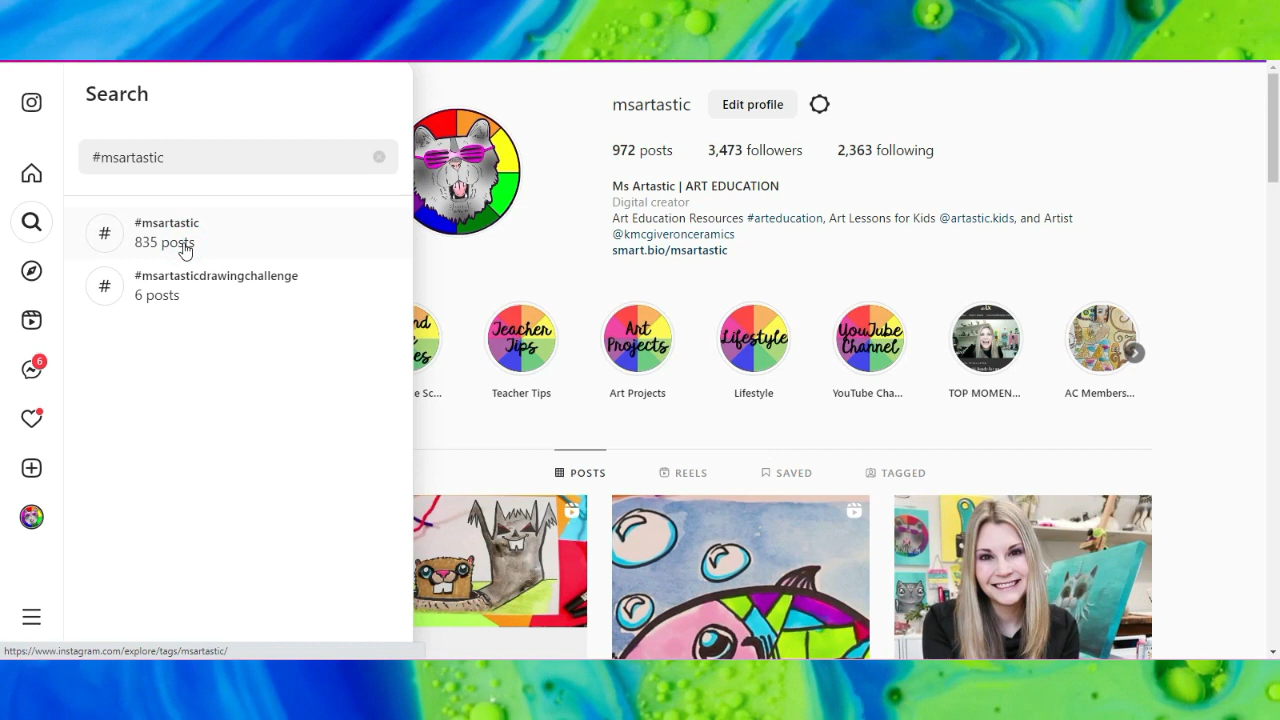 Search
#msartastic
#msartastic
835 posts
#msartasticdrawingchallenge
6 posts
6
msartastic
Edit profile
972 posts 3,473 followers 2,363 following
Ms Artastic | ART EDUCATION
Digital creator
Art Education Resources #arteducation, Art Lessons for Kids @artastic.kids, and Artist
@kmcgiveronceramics
smart.bio/msartastic
Teacher
Tips
Art
Projects
Lifestyle
YouTube
Channel
e Sc...
Teacher Tips
Art Projects
Lifestyle
YouTube Cha...
TOP MOMEN...
AC Members...
POSTS
REELS
SAVED
TAGGED
https://www.instagram.com/explore/tags/msartastic/